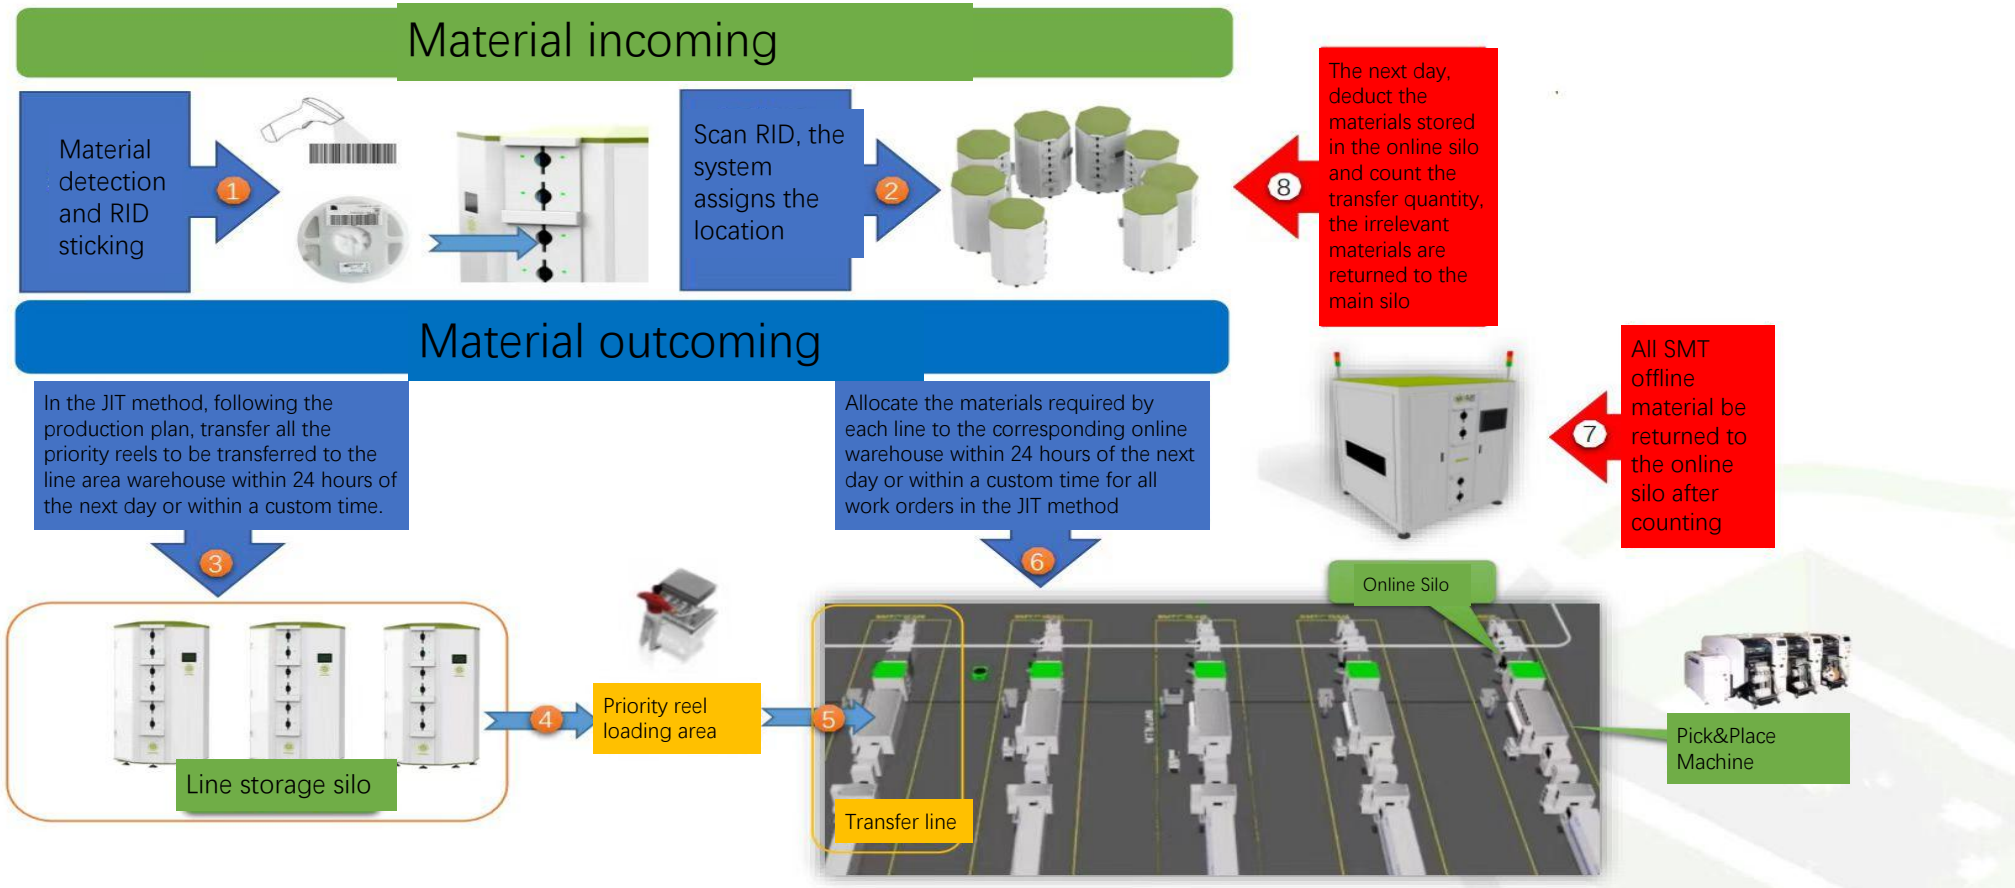 Material incoming
Material
detection
and RID
sticking
1
Scan RID, the
system
assigns the
location
2
8
The next day,
deduct the
materials stored
in the online silo
and count the
transfer quantity,
the irrelevant
materials are
returned to the
main silo
Material outcoming
In the JIT method, following the
production plan, transfer all the
priority reels to be transferred to the
line area warehouse within 24 hours of
the next day or within a custom time.
3
Allocate the materials required by
each line to the corresponding online
warehouse within 24 hours of the next
day or within a custom time for all
work orders in the JIT method
6
7
All SMT
offline
material be
returned to
the online
silo after
counting
Line storage silo
4
Priority reel
loading area
5
Transfer line
Online Silo
Pick&Place
Machine